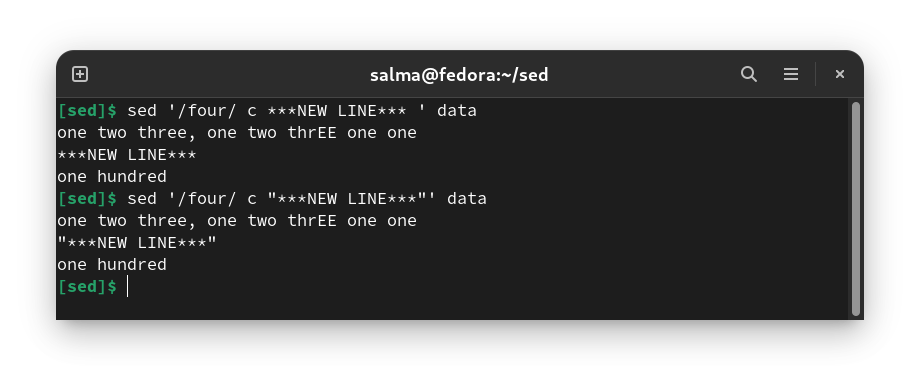 salma@fedora:~/sed
[sed]$ sed '/four/ c ***NEW LINE*** ' data
one two three, one two thrEE one one
***NEW LINE***
one hundred
[sed]$ sed '/four/ c "***NEW LINE***"' data
one two three, one two thrEE one one
"***NEW LINE***"
one hundred
[sed]$